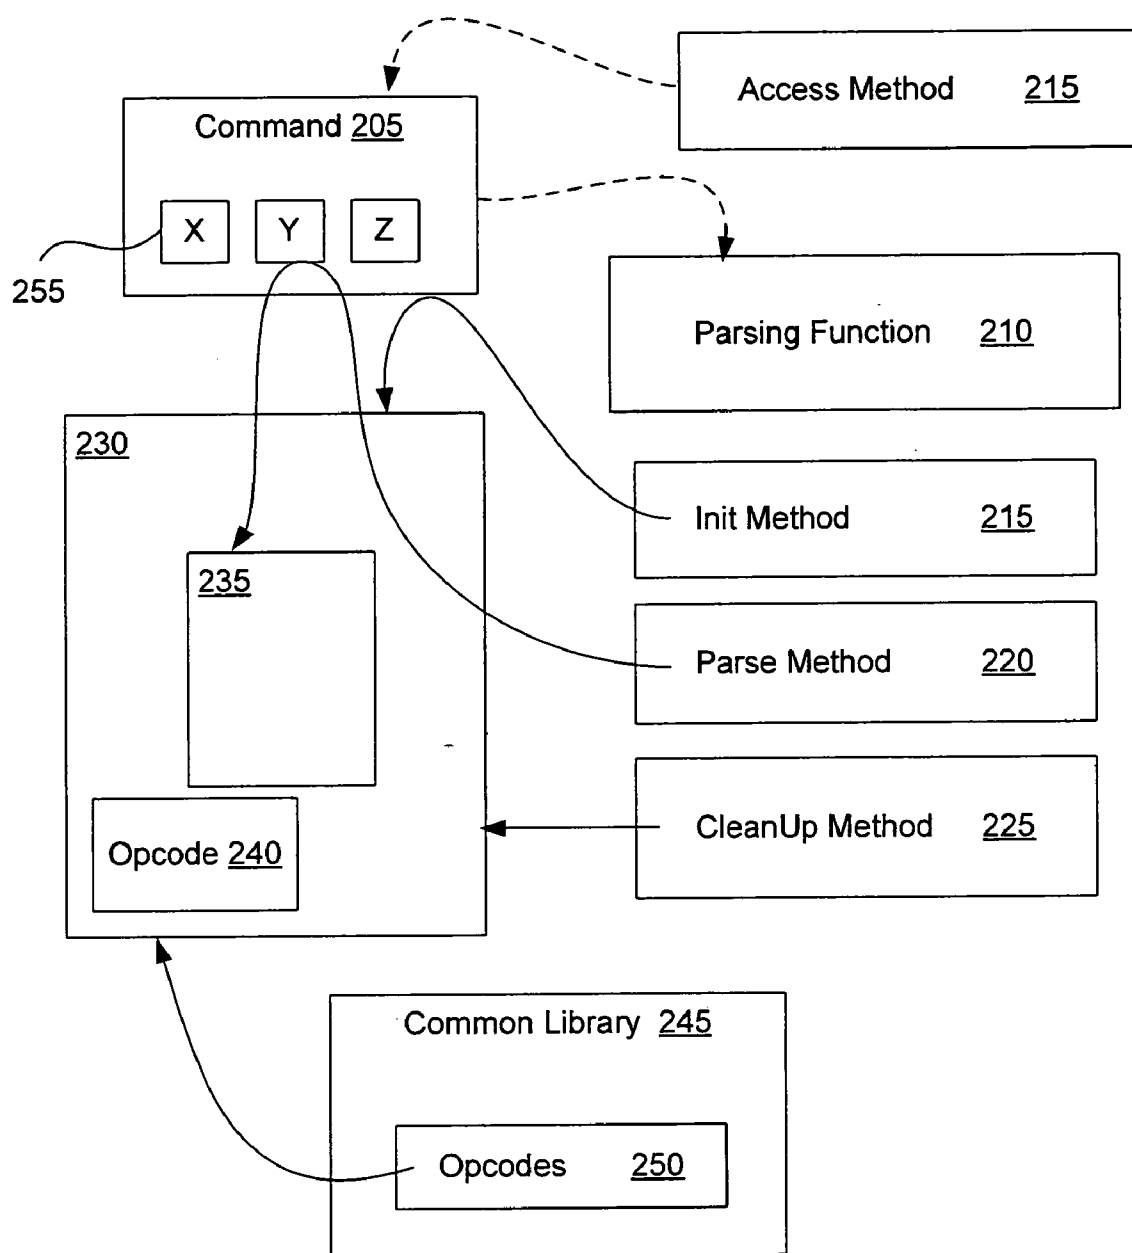 Access Method 215
Command 205
X Y Z
255
Parsing Function 210
230
Init Method 215
235
Parse Method 220
CleanUp Method 225
Opcode 240
Common Library 245
Opcodes 250